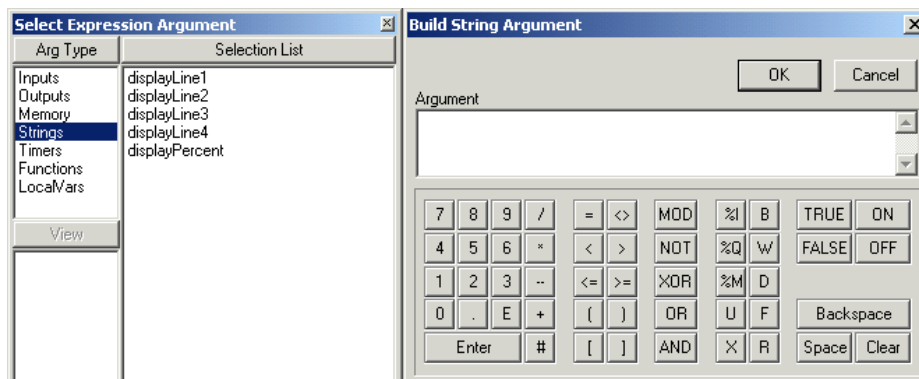 Select Expression Argument
Arg Type Selection List
Inputs
Outputs
Memory
Strings
Timers
Functions
LocalVars
View
displayLine1
displayLine2
displayLine3
displayLine4
displayPercent
Build String Argument
OK Cancel
Argument
7 8 9 / = <> MOD %I B TRUE ON
4 5 6 * < > NOT %Q W FALSE OFF
1 2 3 -- <= >= XOR %M D
0 . E + ( ) OR U F Backspace
Enter # [ ] AND X R Space Clear